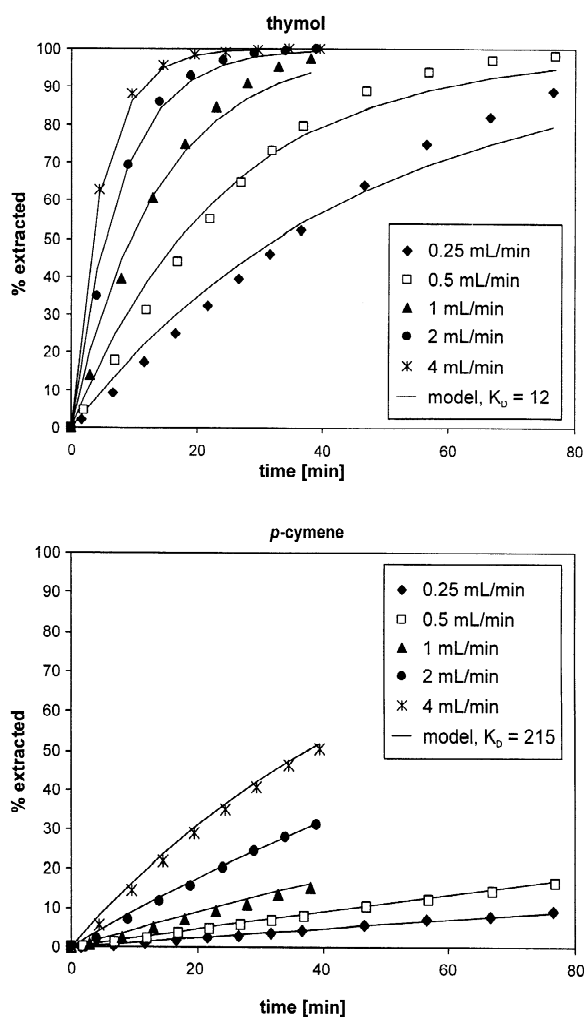 thymol
100
90
80
70
60
50
40
30
20
10
0
% extracted
0.25 mL/min
0.5 mL/min
1 mL/min
2 mL/min
4 mL/min
model, K_D = 12
0 20 40 60 80
time [min]
p-cymene
100
90
80
70
60
50
40
30
20
10
0
% extracted
0.25 mL/min
0.5 mL/min
1 mL/min
2 mL/min
4 mL/min
model, K_D = 215
0 20 40 60 80
time [min]